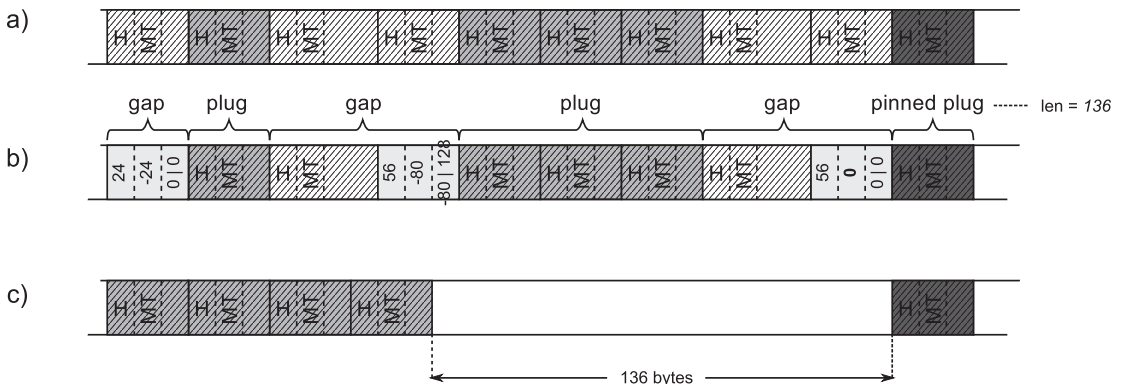 a) H MT H MT H MT H MT H MT H MT H MT H MT H MT H MT
gap plug gap plug gap pinned plug len = 136
b) 24 -24 0 | 0 H MT H MT 56 -80 -80 | 128 H MT H MT H MT H MT 56 0 0 | 0 H MT
c) H MT H MT H MT H MT H MT
136 bytes